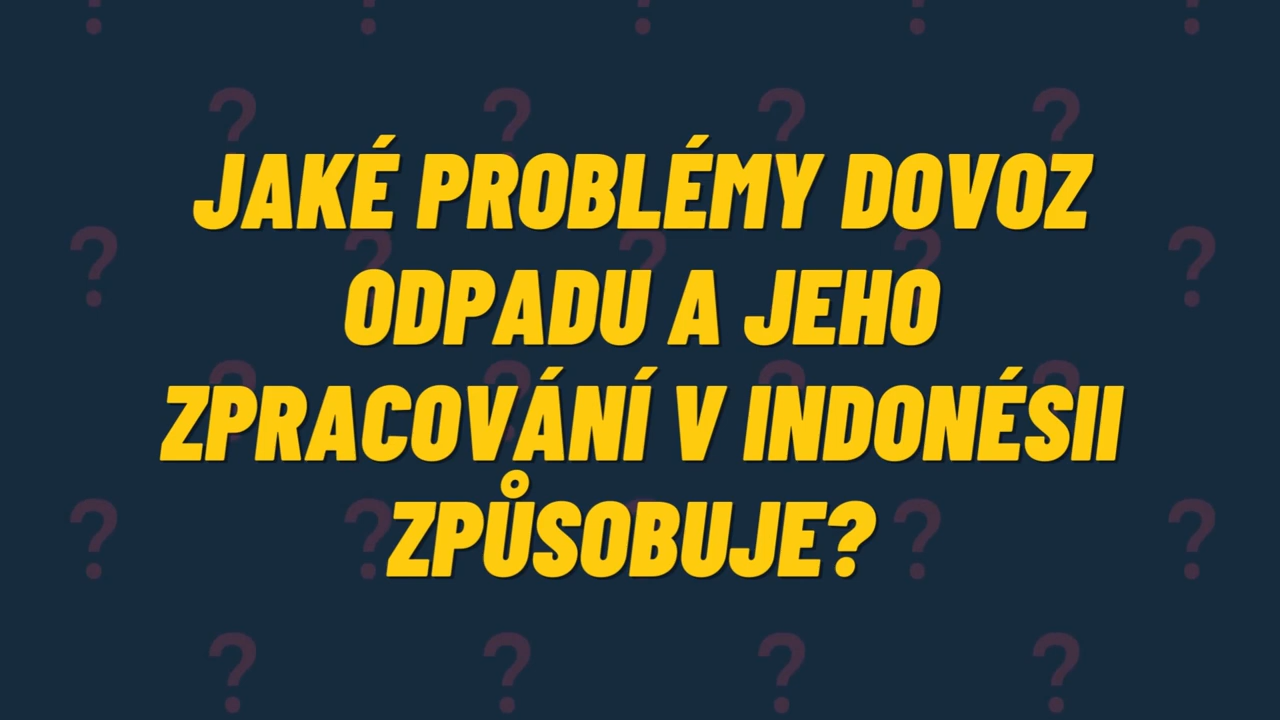 JAKÉ PROBLÉMY DOVOZ
ODPADU A JEHO
ZPRACOVÁNÍ V INDONÉSII
ZPŮSOBUJE?